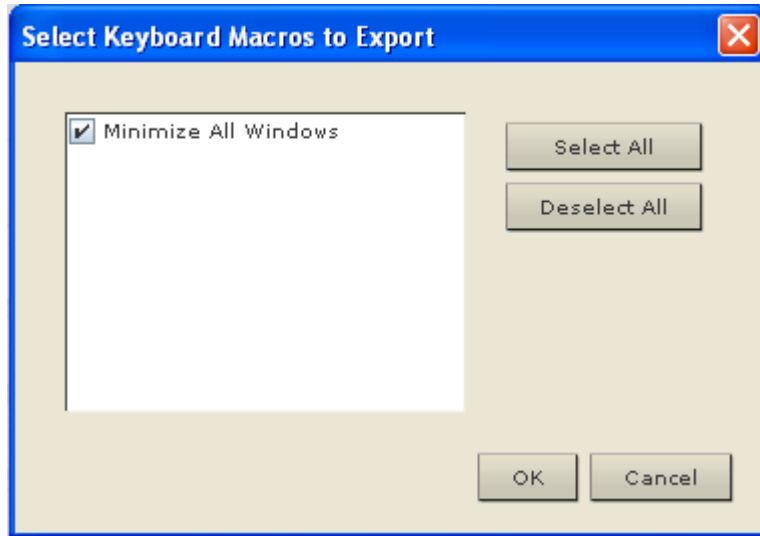 Select Keyboard Macros to Export
Minimize All Windows
Select All
Deselect All
OK
Cancel